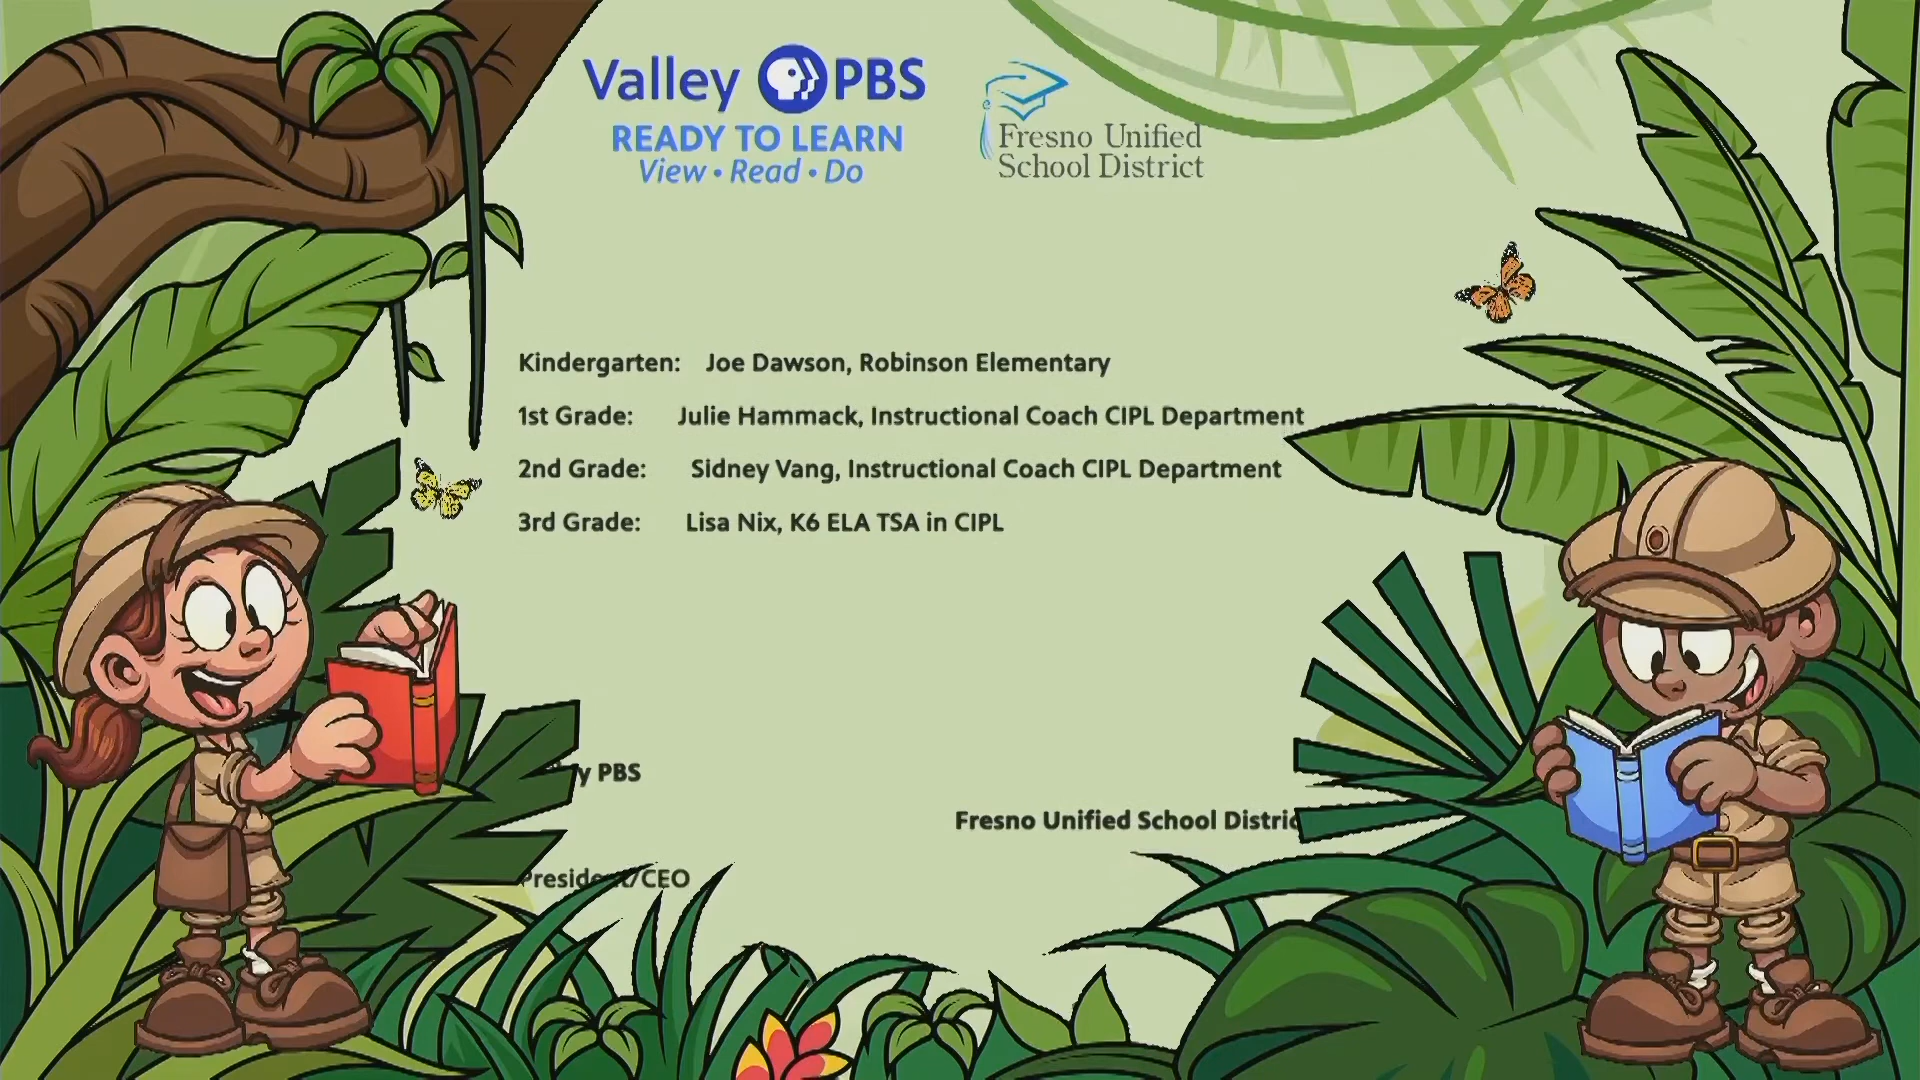 Valley PBS
READY TO LEARN
View • Read • Do
Fresno Unified
School District
Kindergarten: Joe Dawson, Robinson Elementary
1st Grade: Julie Hammack, Instructional Coach CIPL Department
2nd Grade: Sidney Vang, Instructional Coach CIPL Department
3rd Grade: Lisa Nix, K6 ELA TSA in CIPL
PBS
Fresno Unified School
President/CEO